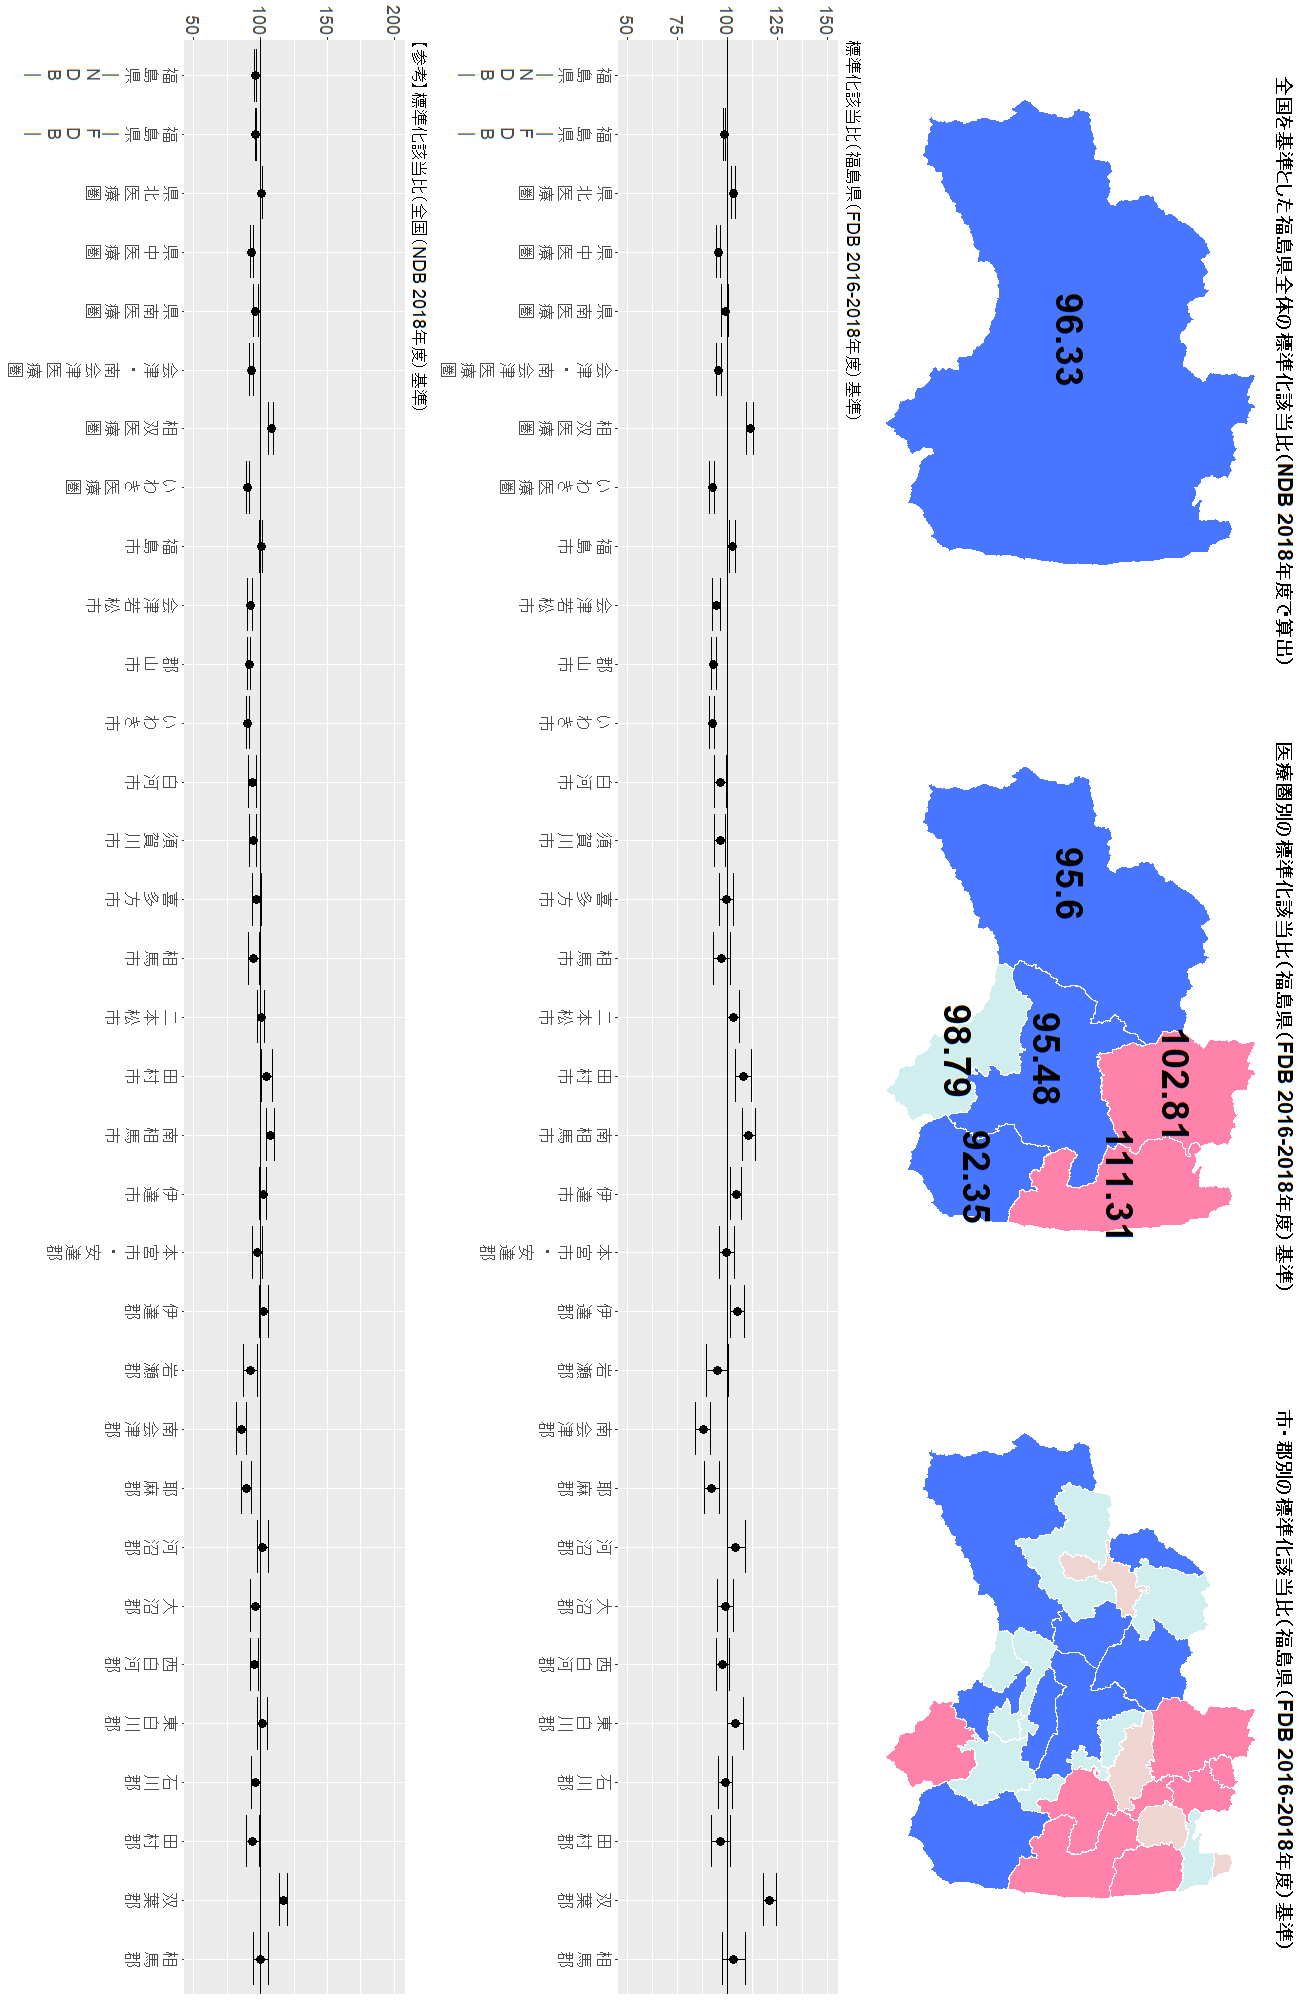 全国を基準とした福島県全体の標準化該当比(NDB 2018年度で算出)
96.33
医療圏別の標準化該当比(福島県(FDB 2016-2018年度)基準)
95.6
102.81
95.48
111.31
98.79
92.35
市・郡別の標準化該当比(福島県(FDB 2016-2018年度)基準)
標準化該当比(福島県(FDB 2016-2018年度)基準)
150
125
100
75
50
福島県―NDB―
福島県―FDB―
県北医療圏
県中医療圏
県南医療圏
会津・南会津医療圏
相双医療圏
いわき医療圏
福島市
会津若松市
郡山市
いわき市
白河市
須賀川市
喜多方市
相馬市
二本松市
田村市
南相馬市
伊達市
本宮市・安達郡
伊達郡
岩瀬郡
南会津郡
耶麻郡
河沼郡
大沼郡
西白河郡
東白川郡
石川郡
田村郡
双葉郡
相馬郡
【参考】標準化該当比(全国(NDB 2018年度)基準)
200
100
50
福島県―NDB―
福島県―FDB―
県北医療圏
県中医療圏
県南医療圏
会津・南会津医療圏
相双医療圏
いわき医療圏
福島市
会津若松市
郡山市
いわき市
白河市
須賀川市
喜多方市
相馬市
二本松市
田村市
南相馬市
伊達市
本宮市・安達郡
伊達郡
岩瀬郡
南会津郡
耶麻郡
河沼郡
大沼郡
西白河郡
東白川郡
石川郡
田村郡
双葉郡
相馬郡